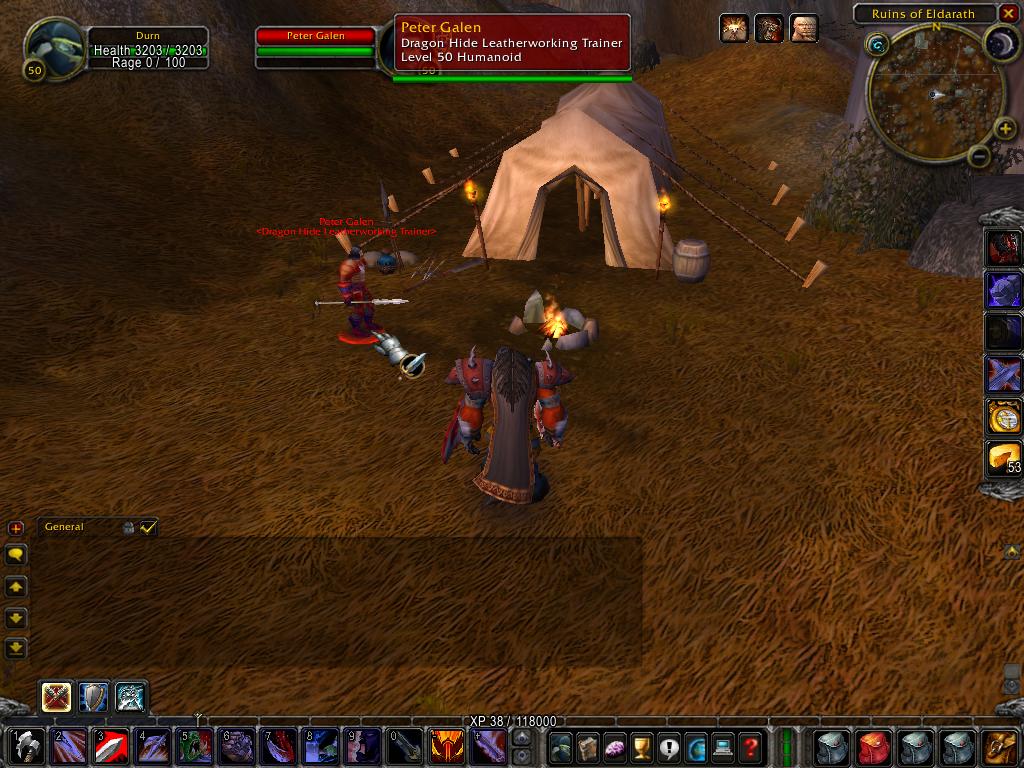 Durn
Health 3203 / 3203
Rage 0 / 100
50
Peter Galen
Peter Galen
Dragon Hide Leatherworking Trainer
Level 50 Humanoid
Ruins of Eldarath
N
Peter Galen
<Dragon Hide Leatherworking Trainer>
53
General
XP 38 / 118000
1 2 3 4 5 6 7 8 9 0 - +